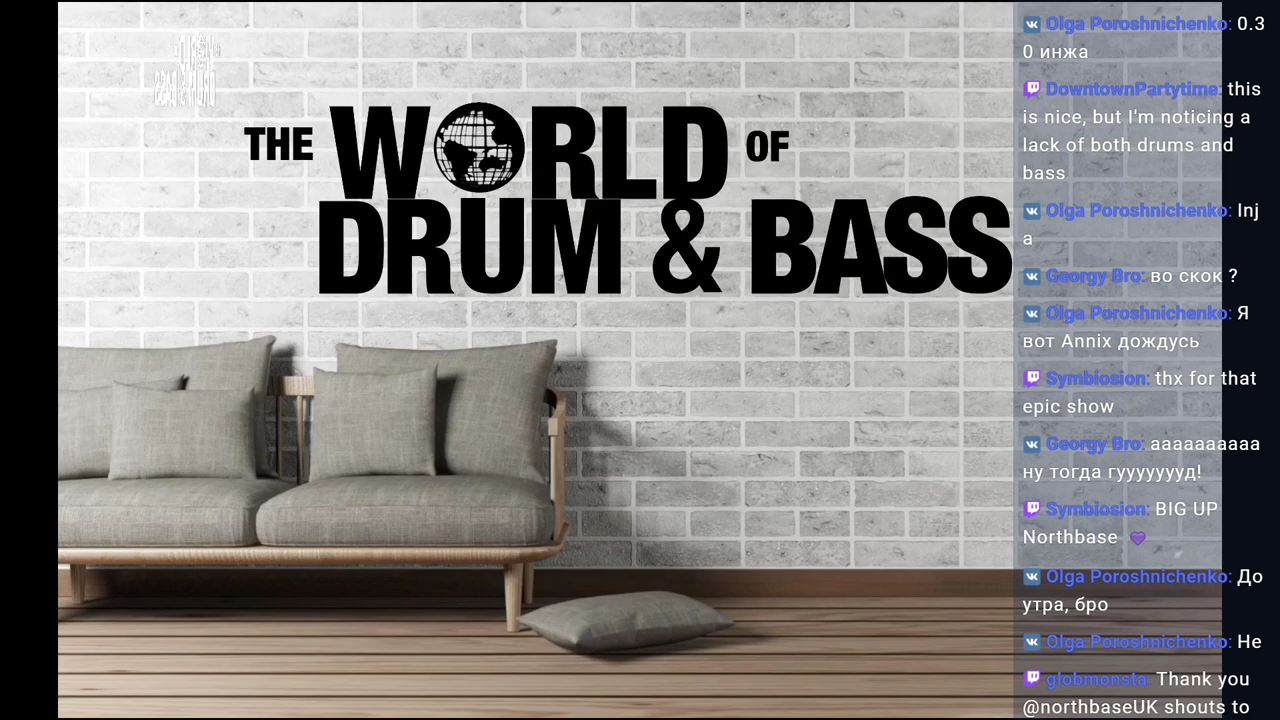 THE WORLD OF
DRUM & BASS
Olga Poroshnichenko: 0.3
0 инжа
DowntownPartytime: this
is nice, but I'm noticing a
lack of both drums and
bass
Olga Poroshnichenko: Inj
a
Georgy Bro: во скок ?
Olga Poroshnichenko: Я
вот Annix дождусь
Symbiosion: thx for that
epic show
Georgy Bro: аааааааааа
ну тогда гуууууууд!
Symbiosion: BIG UP
Northbase 💜
Olga Poroshnichenko: До
утра, бро
Olga Poroshnichenko: Не
globmonsta: Thank you
@northbaseUK shouts to